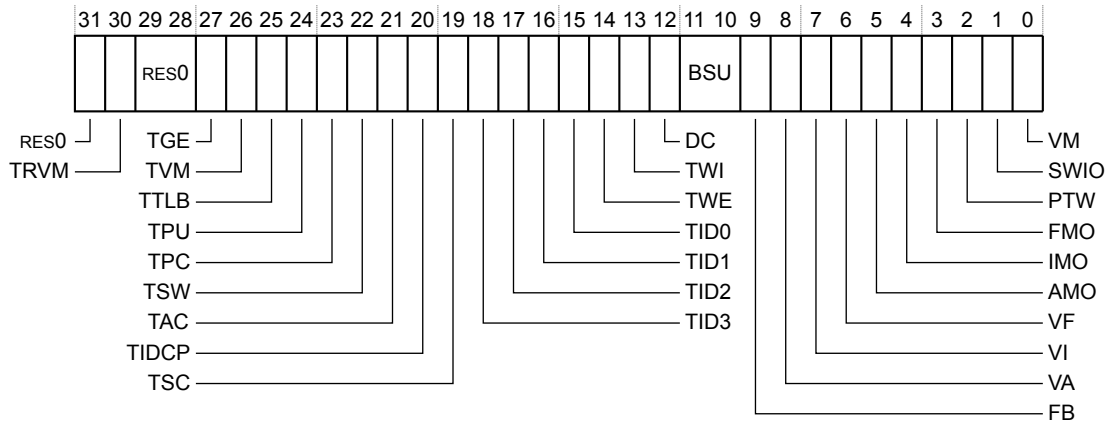 31 30 29 28 27 26 25 24 23 22 21 20 19 18 17 16 15 14 13 12 11 10 9 8 7 6 5 4 3 2 1 0
RES0 BSU
RES0 TGE DC VM
TRVM TVM TWI SWIO
TTLB TWE PTW
TPU TID0 FMO
TPC TID1 IMO
TSW TID2 AMO
TAC TID3 VF
TIDCP VI
TSC VA
FB